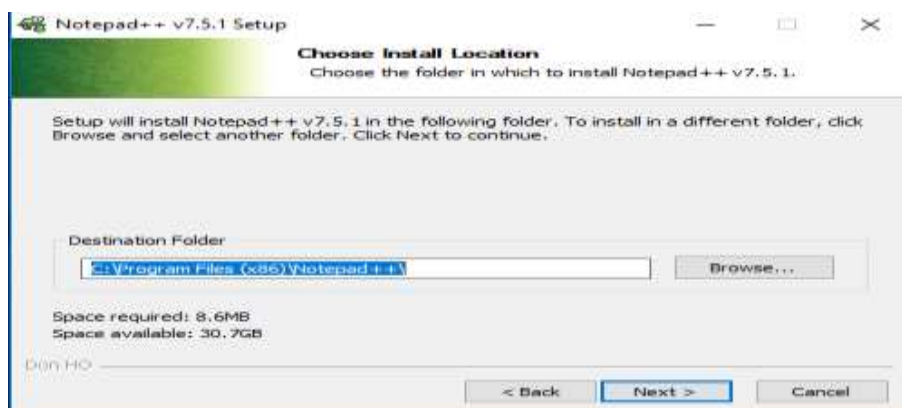 Notepad++ v7.5.1 Setup
Choose Install Location
Choose the folder in which to install Notepad++ v7.5.1.
Setup will install Notepad++ v7.5.1 in the following folder. To install in a different folder, click
Browse and select another folder. Click Next to continue.
Destination Folder
C:\Program Files (x86)\Notepad++\
Browse...
Space required: 8.6MB
Space available: 30.7GB
Don HO
< Back
Next >
Cancel